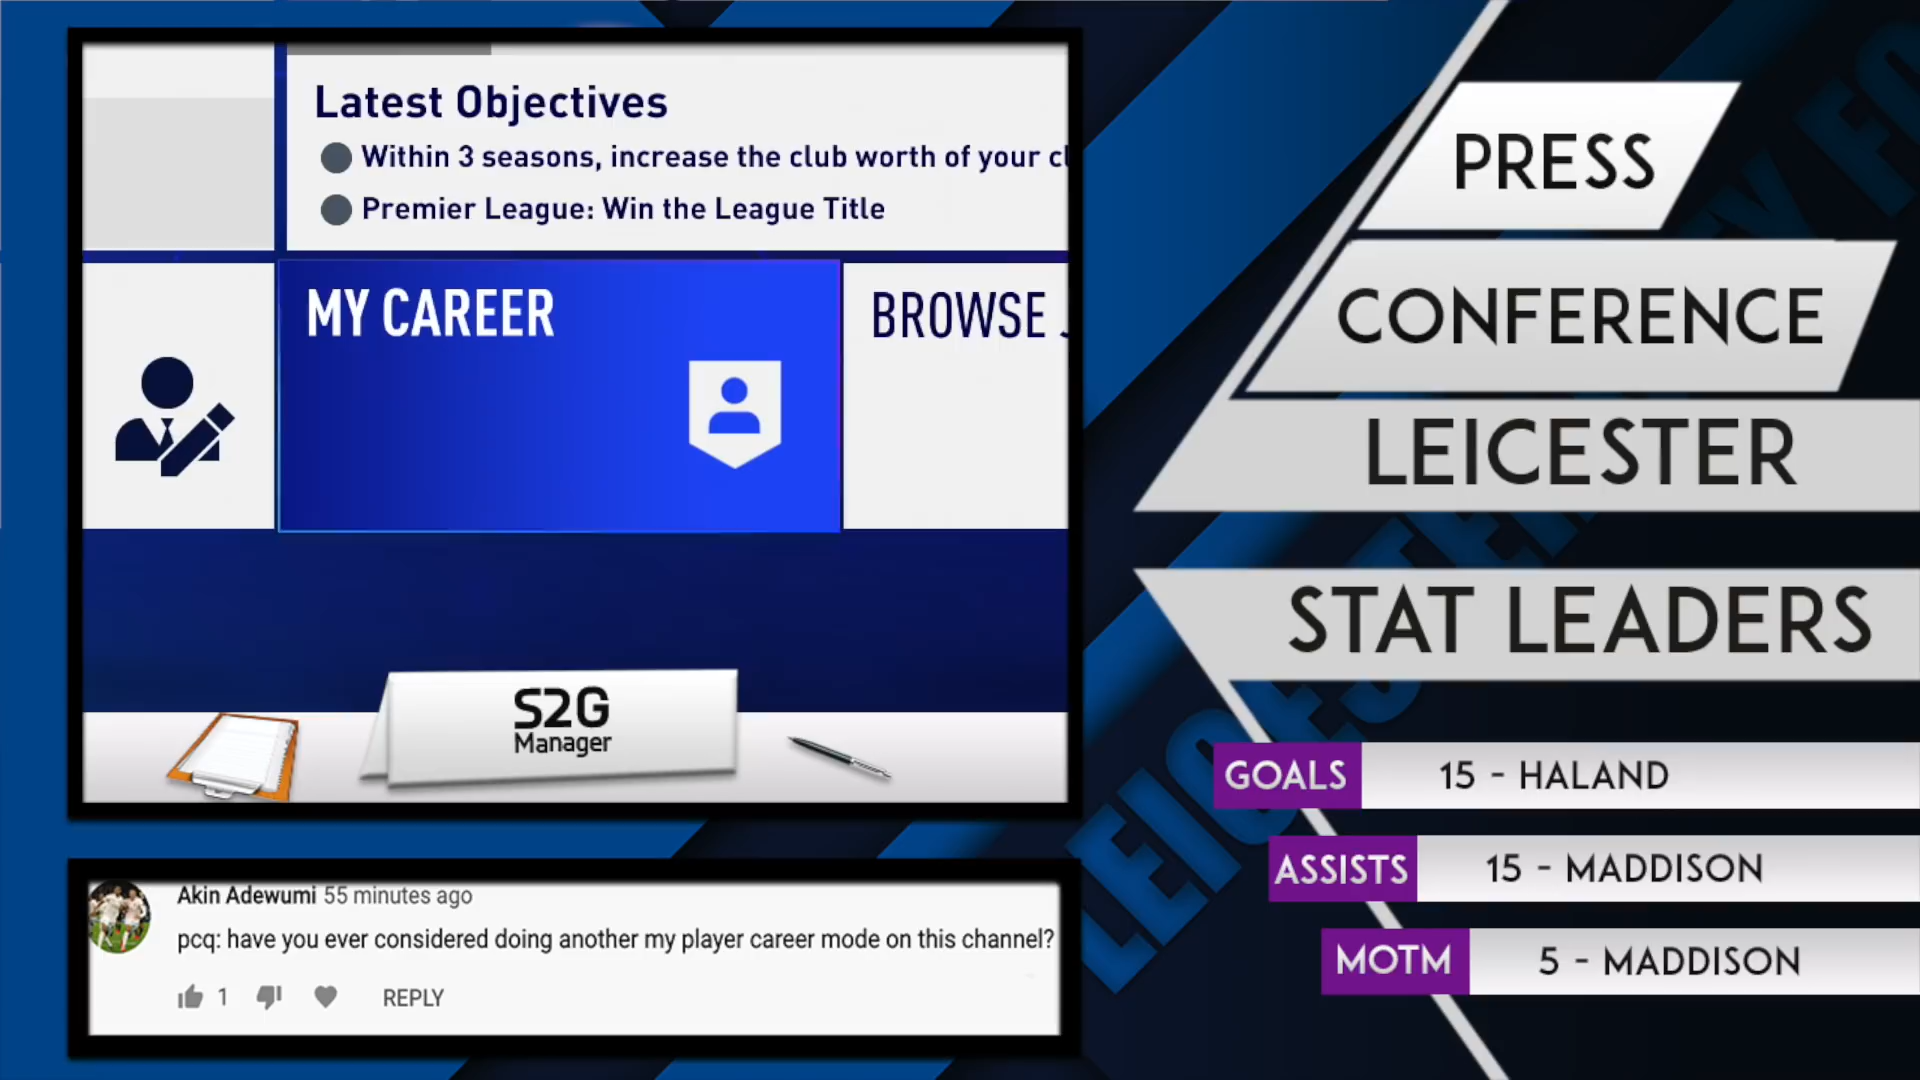 Latest Objectives
Within 3 seasons, increase the club worth of your cl
Premier League: Win the League Title
MY CAREER
BROWSE
S2G
Manager
Akin Adewumi 55 minutes ago
pcq: have you ever considered doing another my player career mode on this channel?
1
REPLY
PRESS
CONFERENCE
LEICESTER
STAT LEADERS
GOALS 15 - HALAND
ASSISTS 15 - MADDISON
MOTM 5 - MADDISON